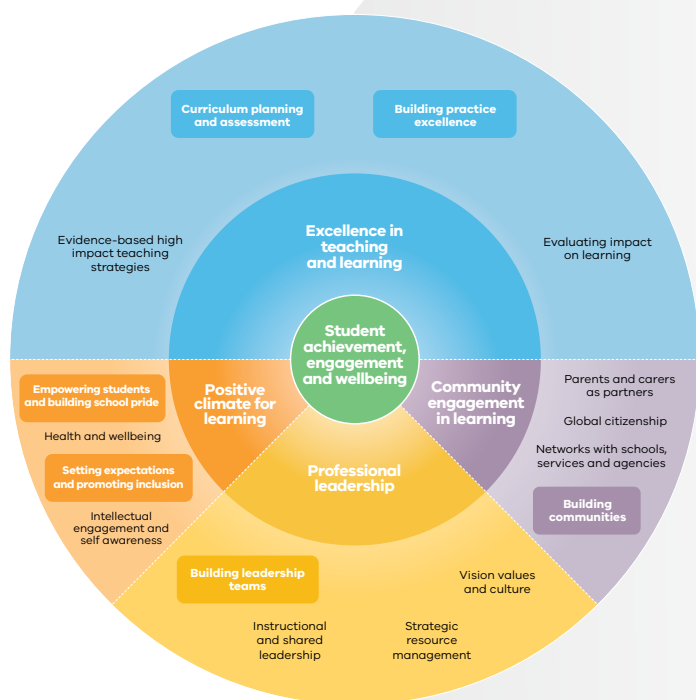 Curriculum planning
and assessment
Building practice
excellence
Excellence in
teaching
and learning
Evidence-based high
impact teaching
strategies
Evaluating impact
on learning
Student
achievement,
engagement
and wellbeing
Positive
climate for
learning
Community
engagement
in learning
Professional
leadership
Empowering students
and building school pride
Health and wellbeing
Setting expectations
and promoting inclusion
Intellectual
engagement and
self awareness
Parents and carers
as partners
Global citizenship
Networks with schools,
services and agencies
Building
communities
Building leadership
teams
Vision values
and culture
Instructional
and shared
leadership
Strategic
resource
management